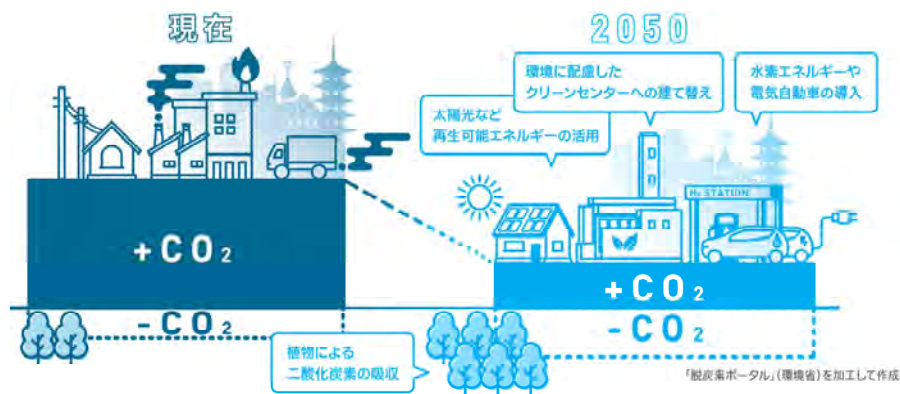 現在
2050
環境に配慮した
クリーンセンターへの建て替え
水素エネルギーや
電気自動車の導入
太陽光など
再生可能エネルギーの活用
H₂ STATION
+CO₂
+CO₂
-CO₂
-CO₂
植物による
二酸化炭素の吸収
「脱炭素ポータル」(環境省)を加工して作成